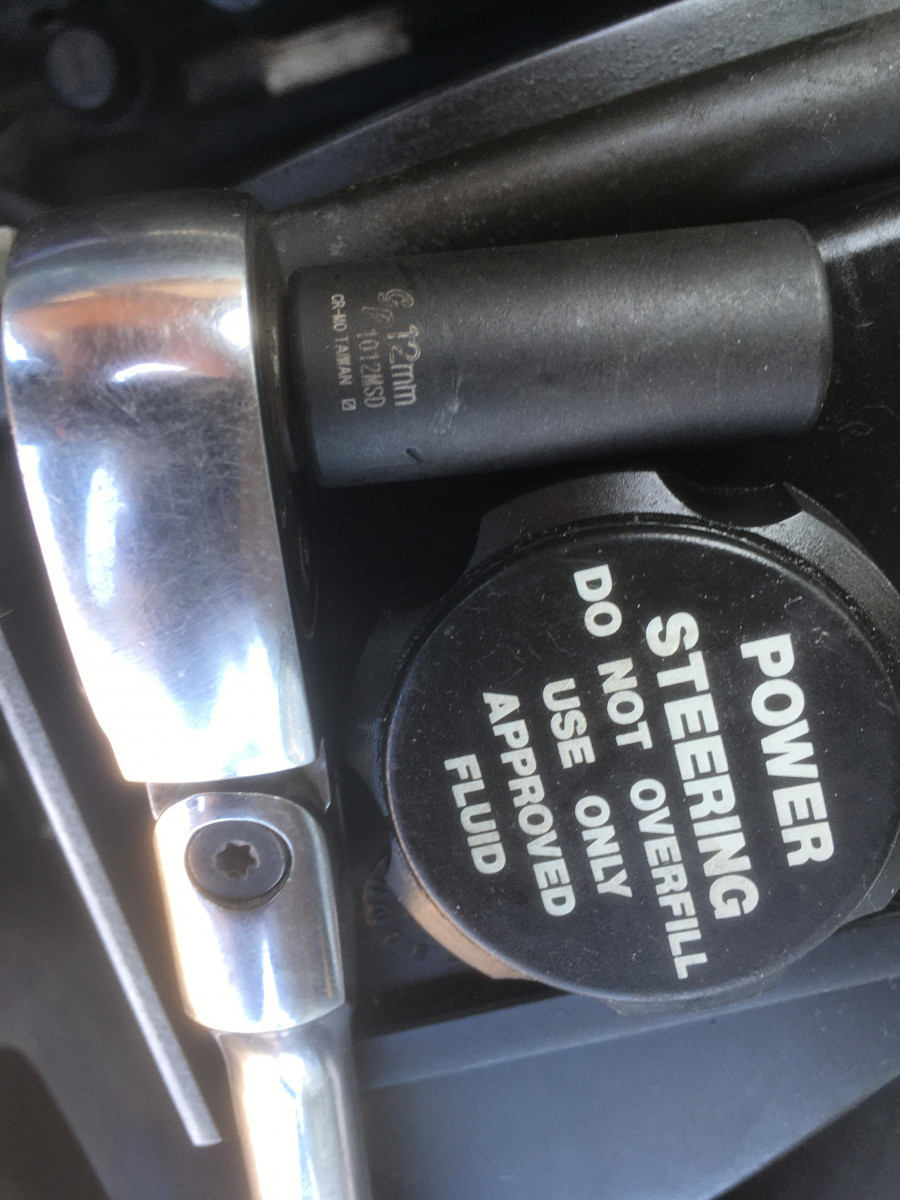 12mm
1012MSD
CR-MO TAIWAN
POWER
STEERING
DO NOT OVERFILL
USE ONLY
APPROVED
FLUID